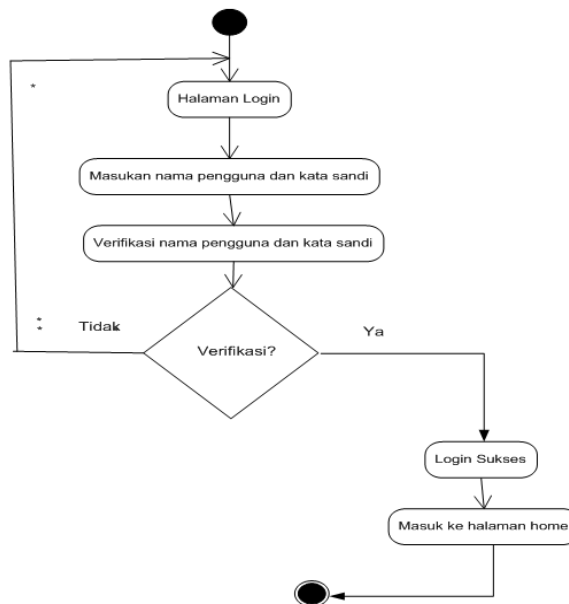 Halaman Login
Masukan nama pengguna dan kata sandi
Verifikasi nama pengguna dan kata sandi
Tidak
Verifikasi?
Ya
Login Sukses
Masuk ke halaman home